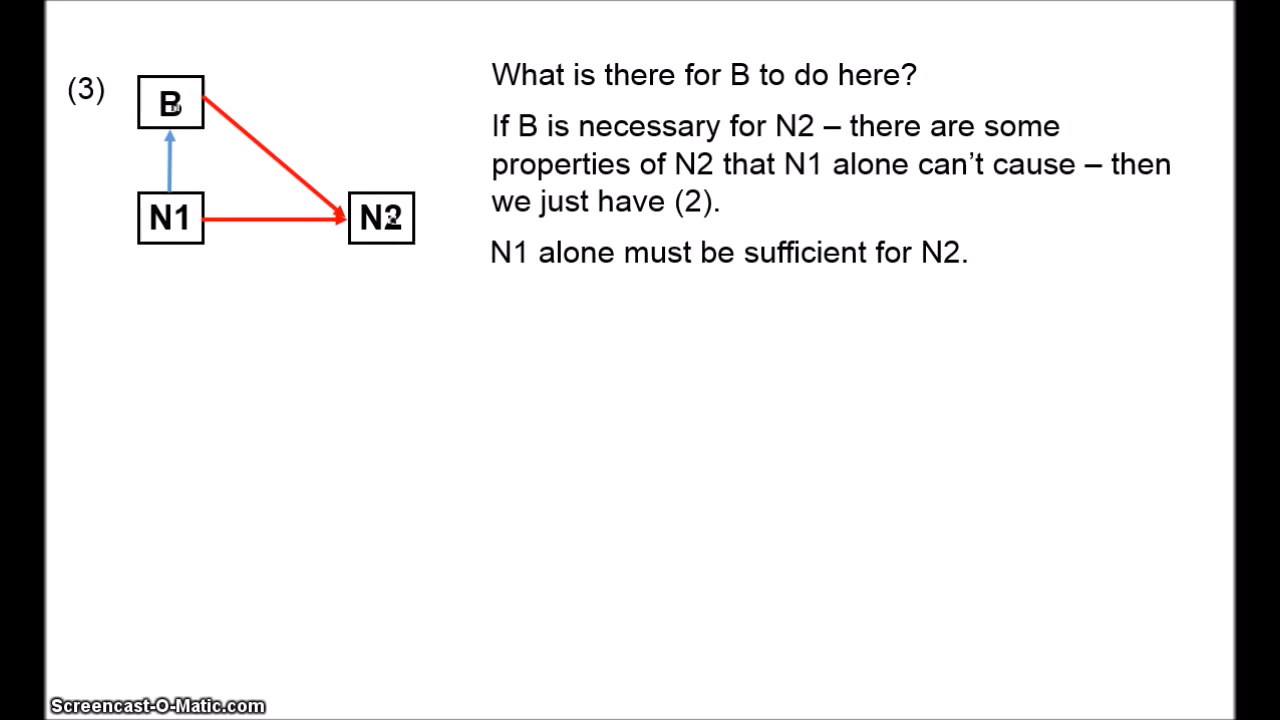 (3)
B
N1
N2
What is there for B to do here?
If B is necessary for N2 – there are some
properties of N2 that N1 alone can’t cause – then
we just have (2).
N1 alone must be sufficient for N2.
Screencast-O-Matic.com